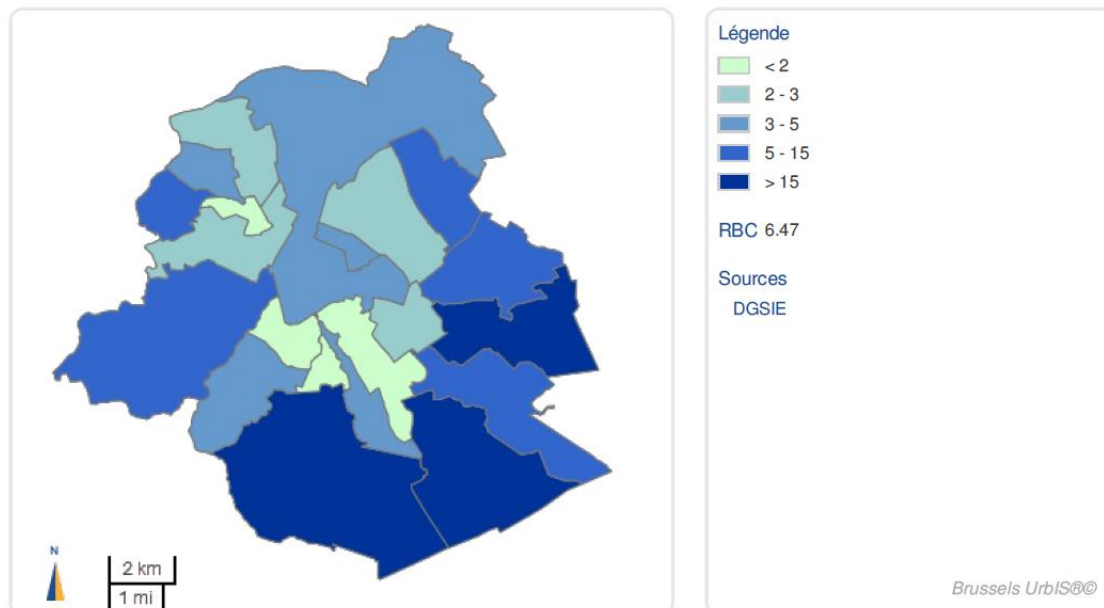 Légende
< 2
2 - 3
3 - 5
5 - 15
> 15
RBC 6.47
Sources
DGSIE
N
2 km
1 mi
Brussels UrbIS®©